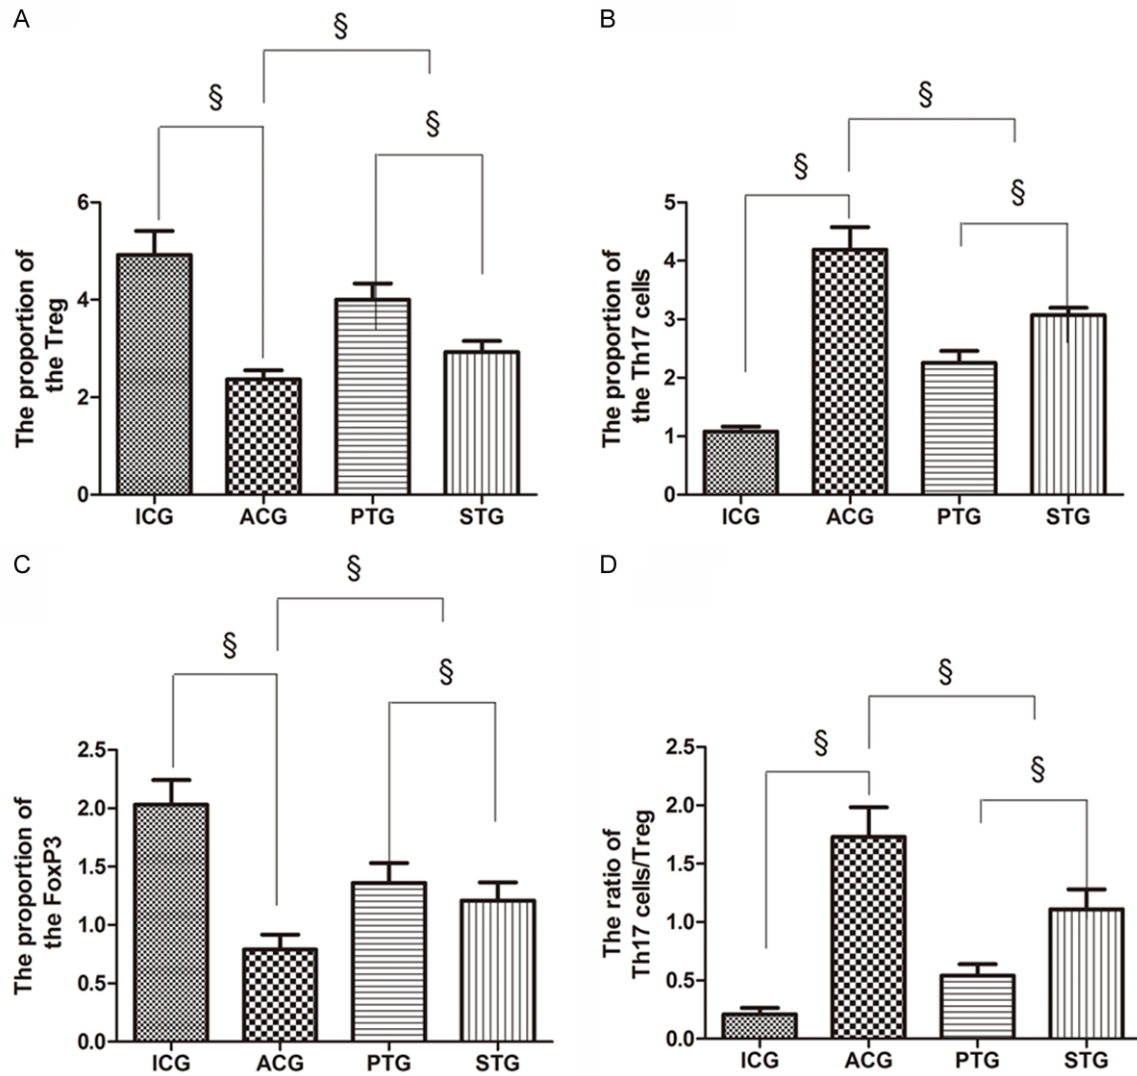 A
§
§
§
The proportion of
the Treg
6
4
2
0
ICG ACG PTG STG
B
§
§
§
The proportion of
the Th17 cells
5
4
3
2
1
0
ICG ACG PTG STG
C
§
§
§
The proportion of
the FoxP3
2.5
2.0
1.5
1.0
0.5
0.0
ICG ACG PTG STG
D
§
§
§
The ratio of
Th17 cells/Treg
2.5
2.0
1.5
1.0
0.5
0.0
ICG ACG PTG STG